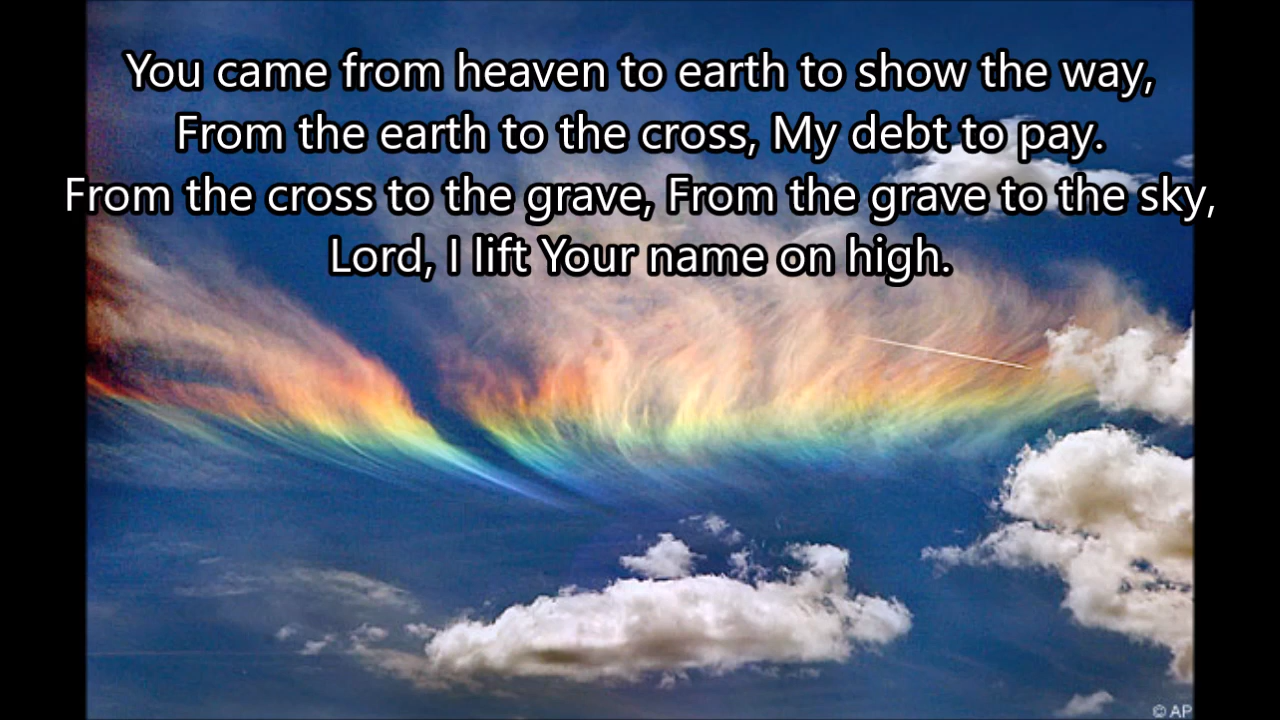 You came from heaven to earth to show the way,
From the earth to the cross, My debt to pay.
From the cross to the grave, From the grave to the sky,
Lord, I lift Your name on high.
© AP